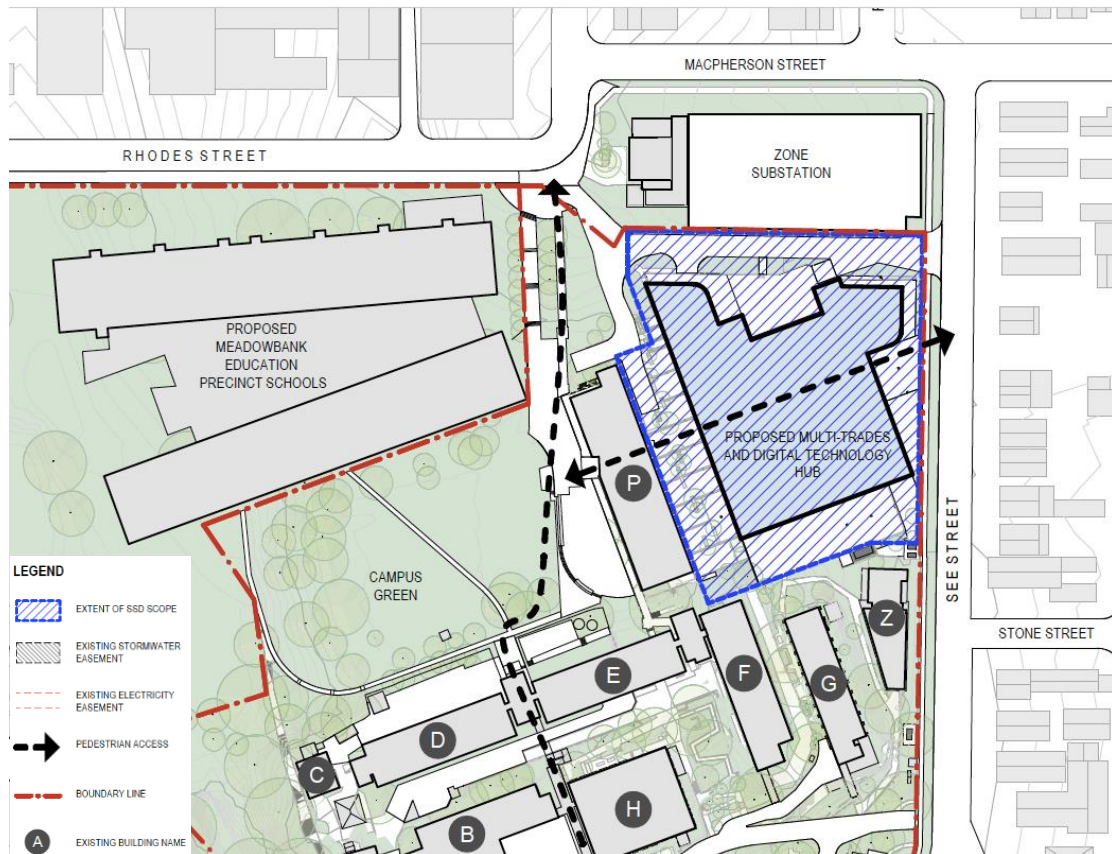 MACPHERSON STREET
RHODES STREET
ZONE
SUBSTATION
PROPOSED
MEADOWBANK
EDUCATION
PRECINCT SCHOOLS
PROPOSED MULTI-TRADES
AND DIGITAL TECHNOLOGY
HUB
P
CAMPUS
GREEN
SEE STREET
STONE STREET
Z
E
F
G
D
C
H
B
LEGEND
EXTENT OF SSD SCOPE
EXISTING STORMWATER
EASEMENT
EXISTING ELECTRICITY
EASEMENT
PEDESTRIAN ACCESS
BOUNDARY LINE
A
EXISTING BUILDING NAME